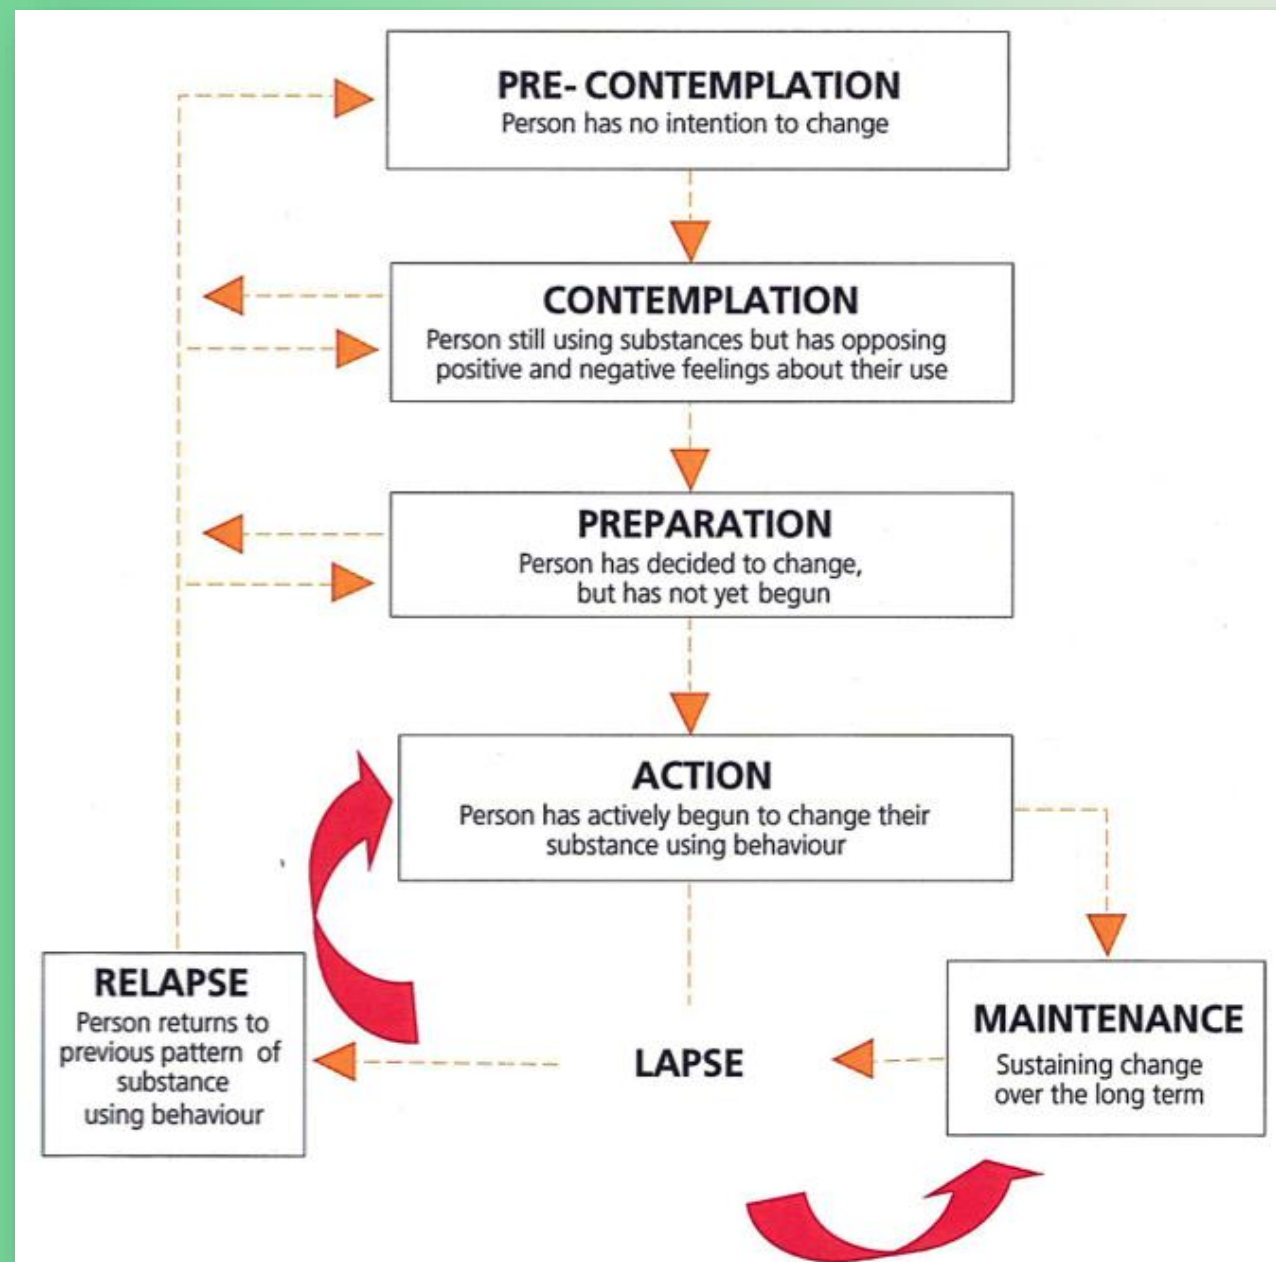 PRE- CONTEMPLATION
Person has no intention to change
CONTEMPLATION
Person still using substances but has opposing
positive and negative feelings about their use
PREPARATION
Person has decided to change,
but has not yet begun
ACTION
Person has actively begun to change their
substance using behaviour
RELAPSE
Person returns to
previous pattern of
substance
using behaviour
LAPSE
MAINTENANCE
Sustaining change
over the long term